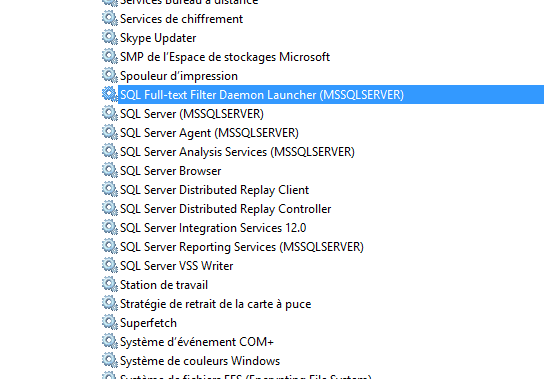 Services Bureau à distance
Services de chiffrement
Skype Updater
SMP de l'Espace de stockages Microsoft
Spouleur d'impression
SQL Full-text Filter Daemon Launcher (MSSQLSERVER)
SQL Server (MSSQLSERVER)
SQL Server Agent (MSSQLSERVER)
SQL Server Analysis Services (MSSQLSERVER)
SQL Server Browser
SQL Server Distributed Replay Client
SQL Server Distributed Replay Controller
SQL Server Integration Services 12.0
SQL Server Reporting Services (MSSQLSERVER)
SQL Server VSS Writer
Station de travail
Stratégie de retrait de la carte à puce
Superfetch
Système d'événement COM+
Système de couleurs Windows
Système de fichiers EFS (Encrypting File System)